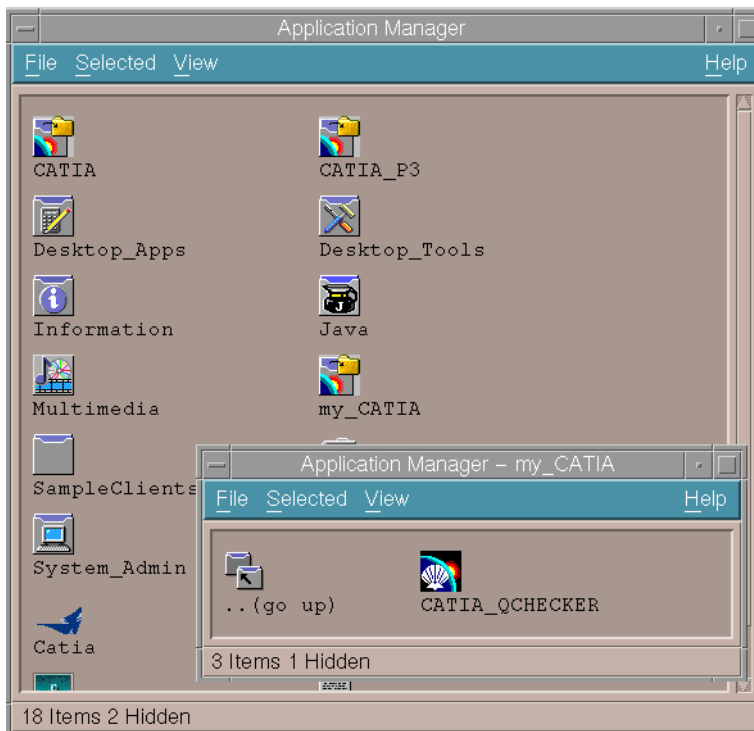 Application Manager
File Selected View Help
CATIA CATIA_P3
Desktop_Apps Desktop_Tools
Information Java
Multimedia my_CATIA
SampleClients
System_Admin
Catia
18 Items 2 Hidden
Application Manager – my_CATIA
File Selected View Help
..(go up) CATIA_QCHECKER
3 Items 1 Hidden